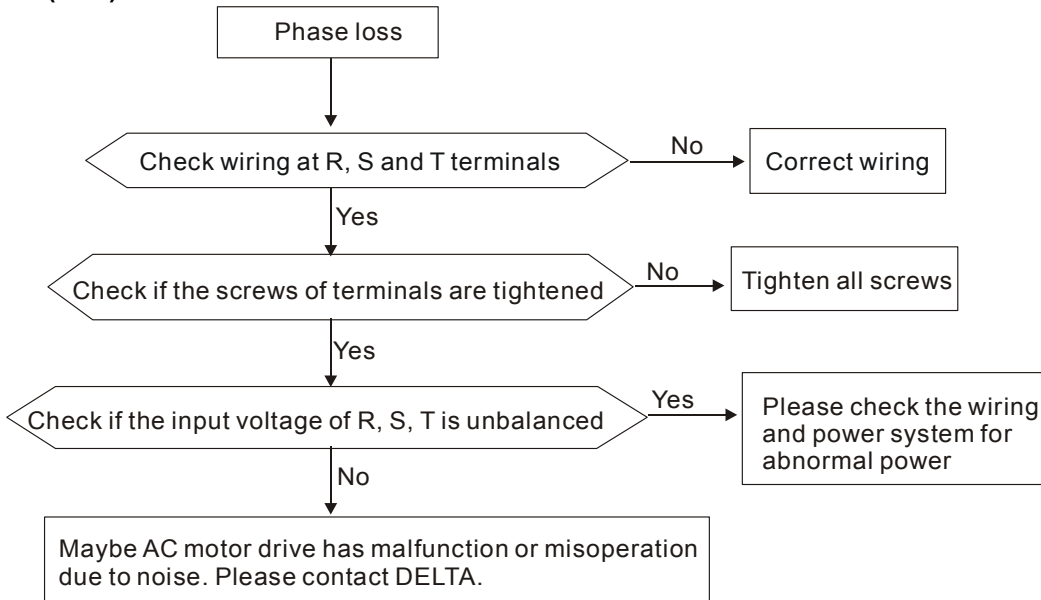 Phase loss
Check wiring at R, S and T terminals
No
Correct wiring
Yes
Check if the screws of terminals are tightened
No
Tighten all screws
Yes
Check if the input voltage of R, S, T is unbalanced
Yes
Please check the wiring
and power system for
abnormal power
No
Maybe AC motor drive has malfunction or misoperation
due to noise. Please contact DELTA.